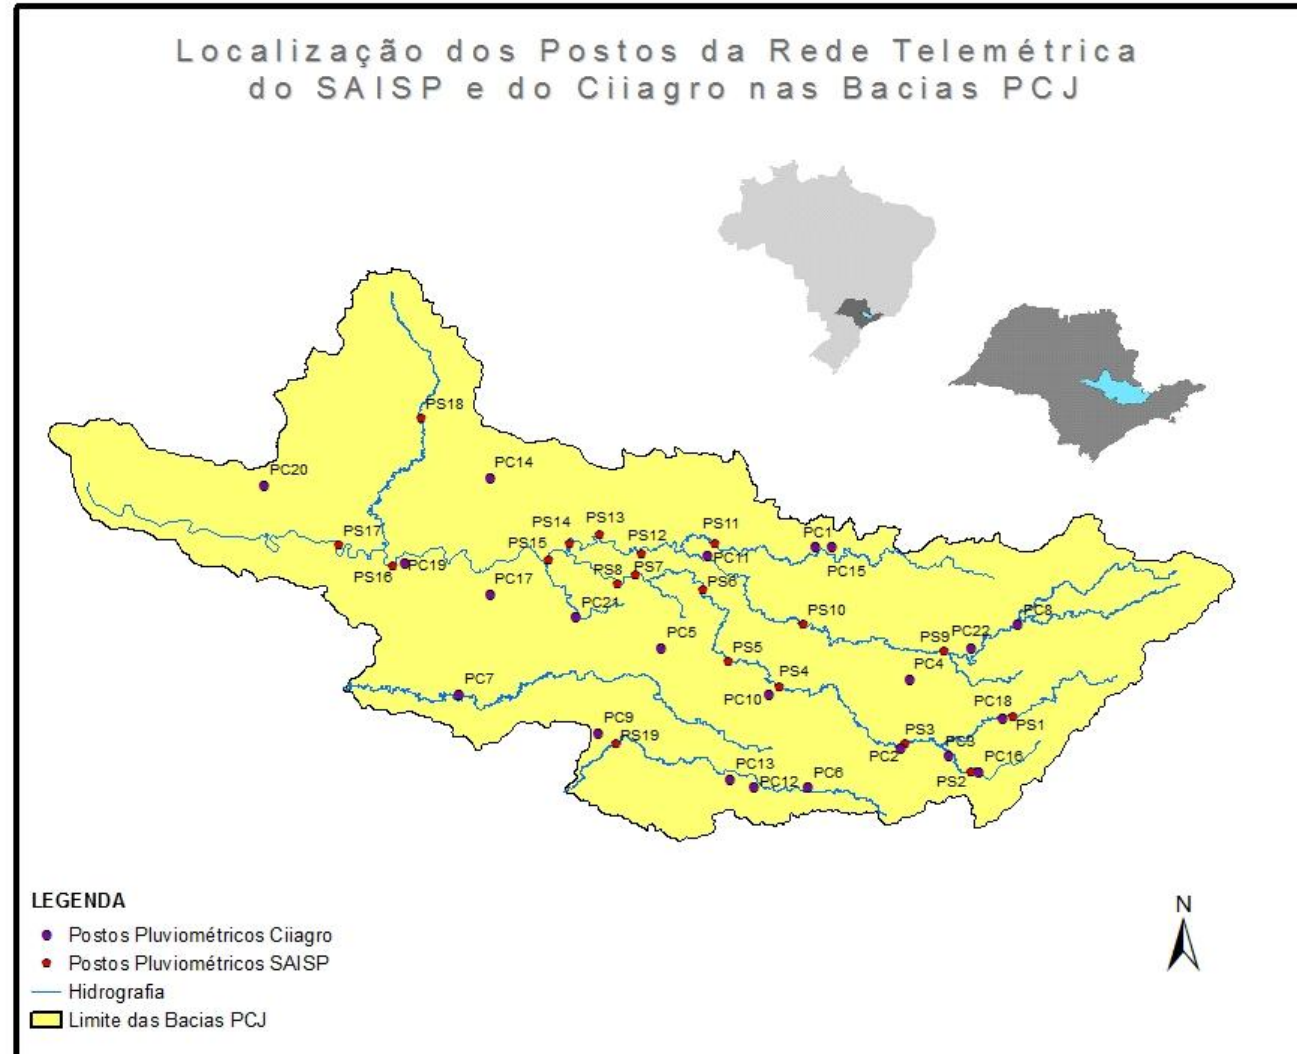 Localização dos Postos da Rede Telemétrica
do SAISP e do Ciiagro nas Bacias PCJ
PS18
PC20
PC14
PS17
PS14
PS13
PS12
PS11
PC1
PS15
PC11
PC15
PS16
PC19
PS8
PS7
PS6
PC17
PC21
PS10
PC8
PC5
PS9
PC22
PS5
PC4
PS4
PC7
PC10
PC18
PS1
PC9
PS19
PS3
PC2
PC3
PC16
PC13
PC12
PC6
PS2
LEGENDA
Postos Pluviométricos Ciiagro
Postos Pluviométricos SAISP
Hidrografia
Limite das Bacias PCJ
N